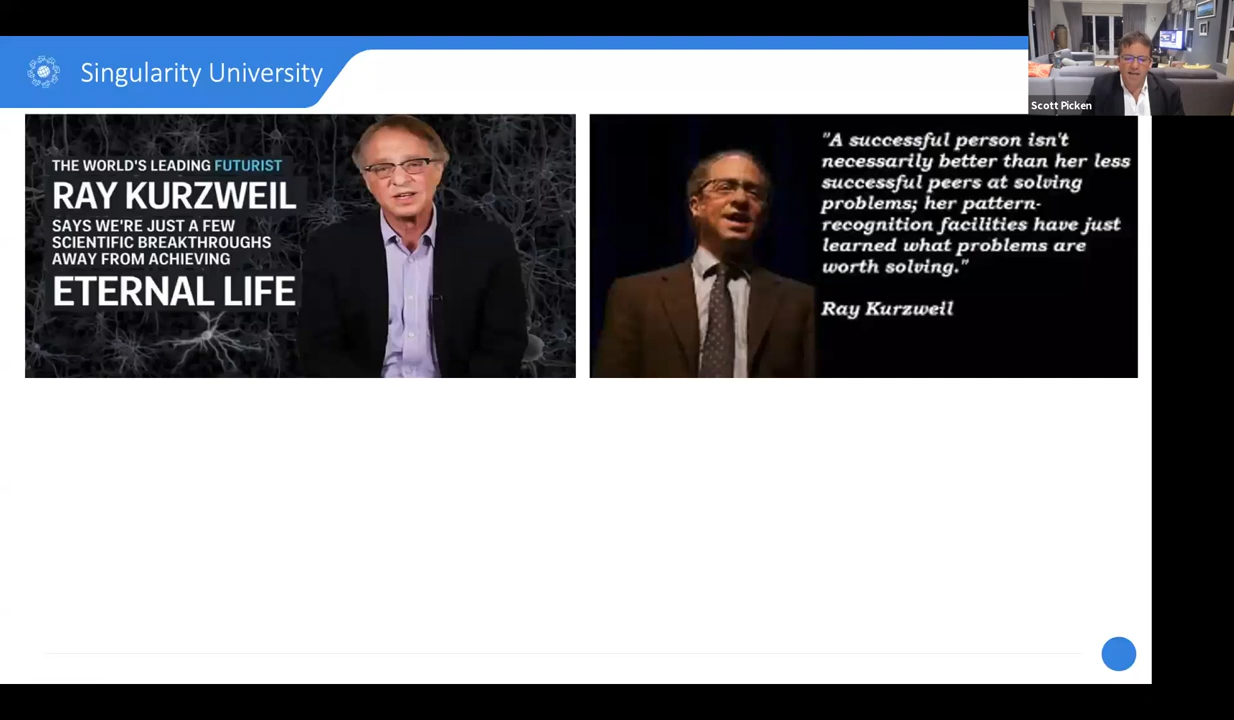 Singularity University
Scott Picken
THE WORLD'S LEADING FUTURIST
RAY KURZWEIL
SAYS WE'RE JUST A FEW
SCIENTIFIC BREAKTHROUGHS
AWAY FROM ACHIEVING
ETERNAL LIFE
"A successful person isn't
necessarily better than her less
successful peers at solving
problems; her pattern-
recognition facilities have just
learned what problems are
worth solving."
Ray Kurzweil